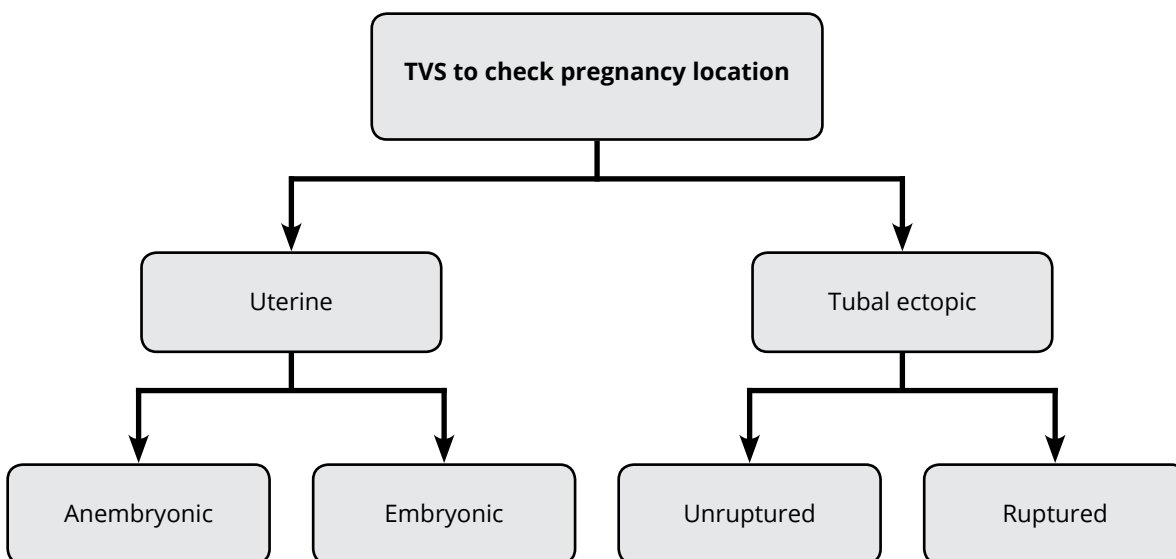 TVS to check pregnancy location
Uterine
Tubal ectopic
Anembryonic
Embryonic
Unruptured
Ruptured